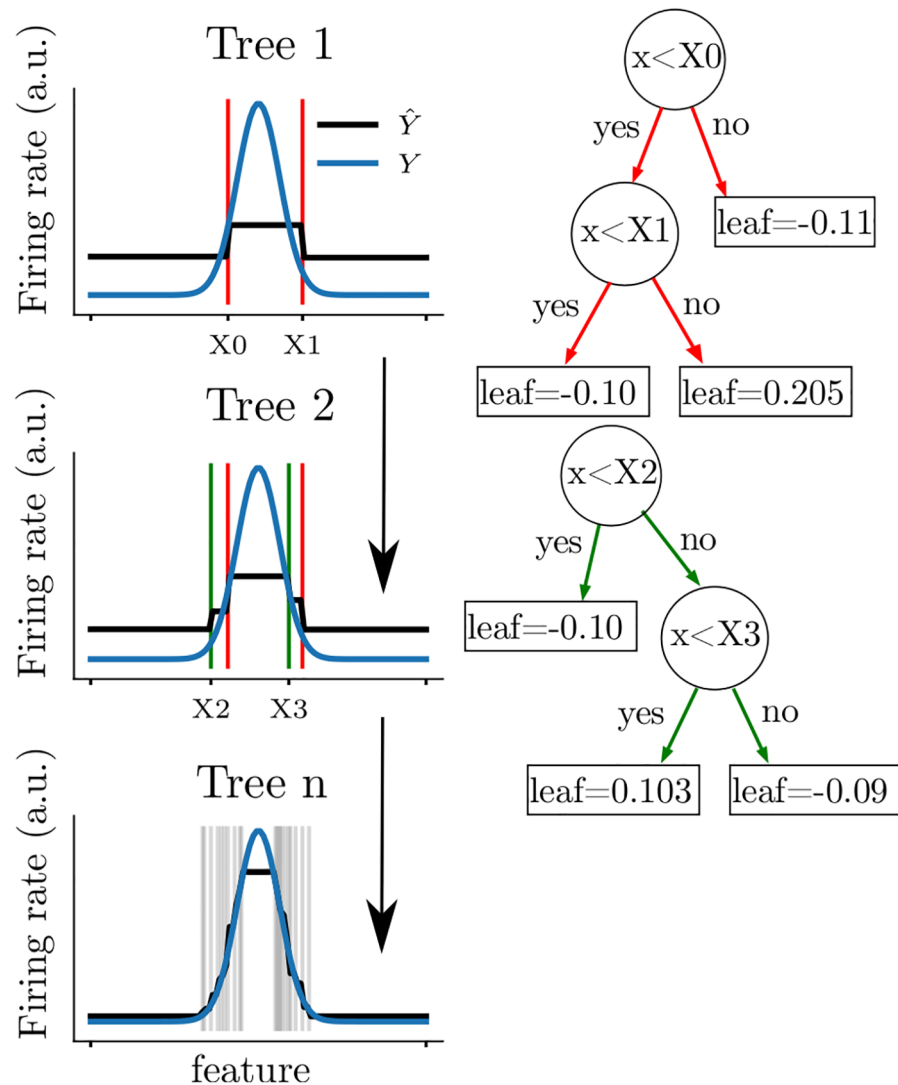 Tree 1
Firing rate (a.u.)
Ŷ
Y
X0 X1
x<X0
yes no
x<X1
leaf=-0.11
yes no
leaf=-0.10
leaf=0.205
Tree 2
Firing rate (a.u.)
X2 X3
x<X2
yes no
leaf=-0.10
x<X3
yes no
leaf=0.103
leaf=-0.09
Tree n
Firing rate (a.u.)
feature